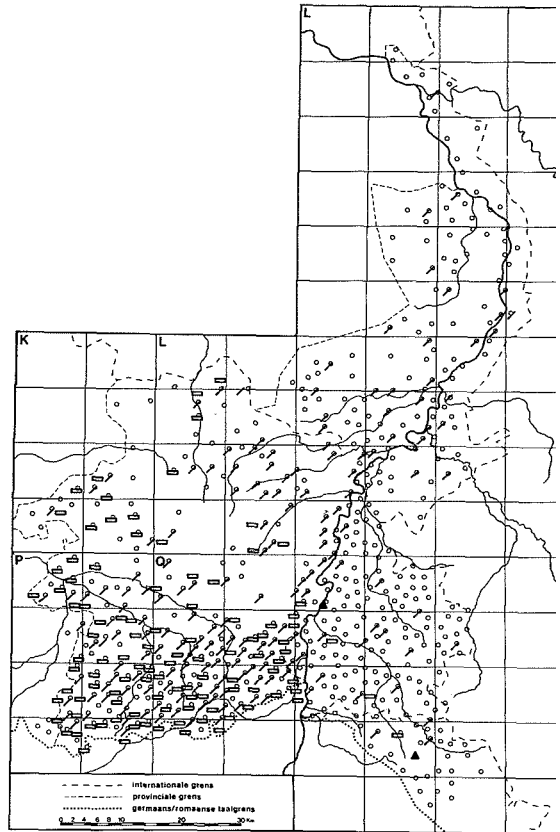 L
K
L
P
Q
internationale grens
provinciale grens
germaans/romaanse taalgrens
0 2 4 6 8 10 20 30 Km